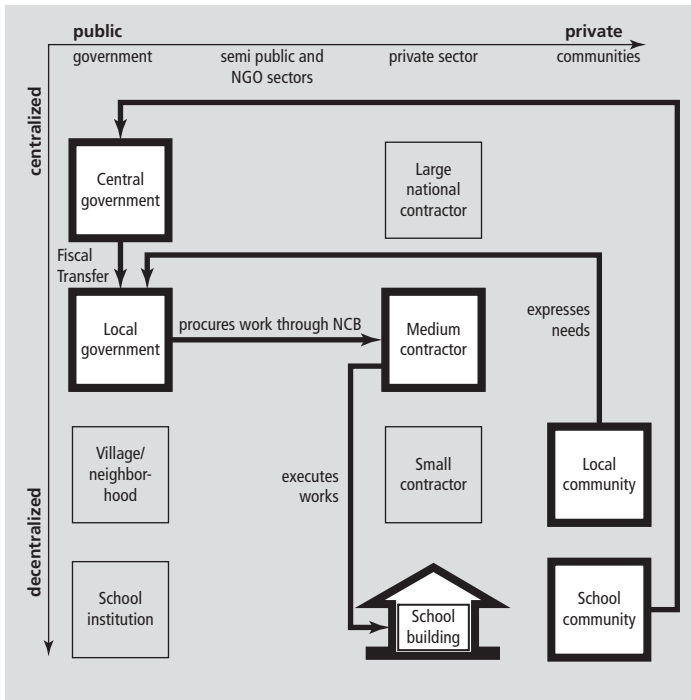 public
private
government
semi public and
NGO sectors
private sector
communities
centralized
decentralized
Central
government
Large
national
contractor
Fiscal
Transfer
Local
government
procures work through NCB
Medium
contractor
expresses
needs
Village/
neighbor-
hood
executes
works
Small
contractor
Local
community
School
institution
School
building
School
community